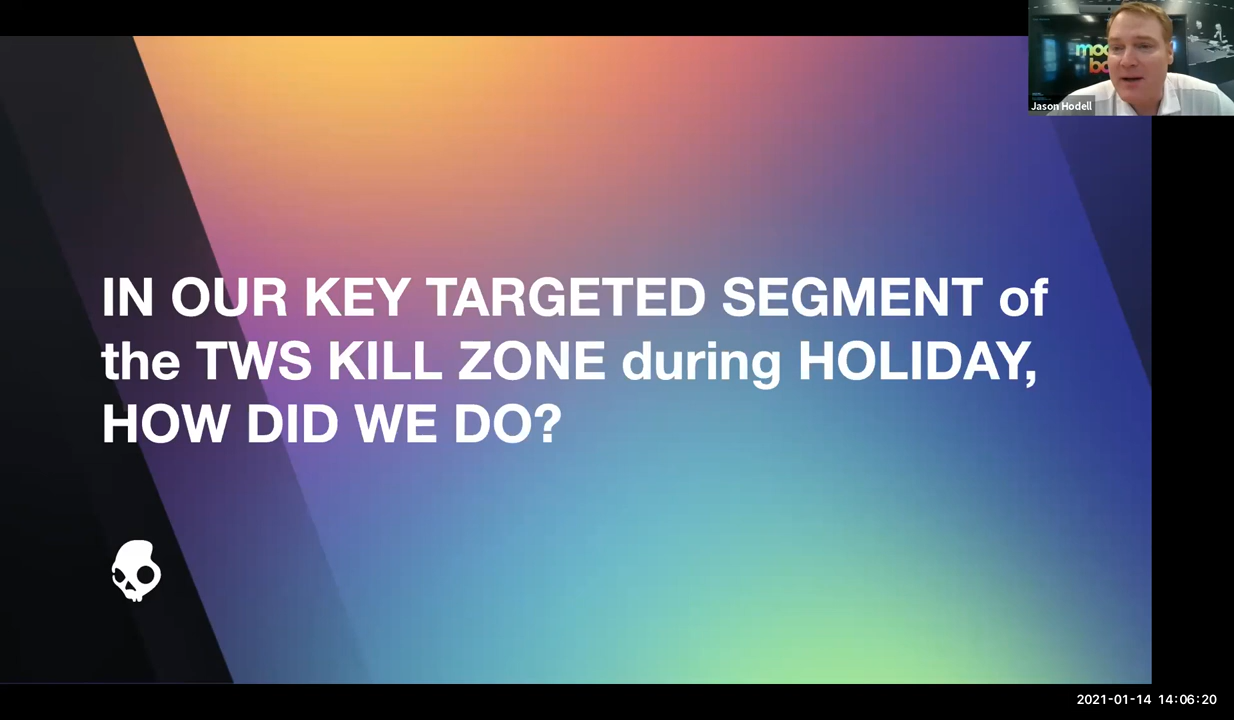 IN OUR KEY TARGETED SEGMENT of
the TWS KILL ZONE during HOLIDAY,
HOW DID WE DO?
Jason Hodell
2021-01-14 14:06:20